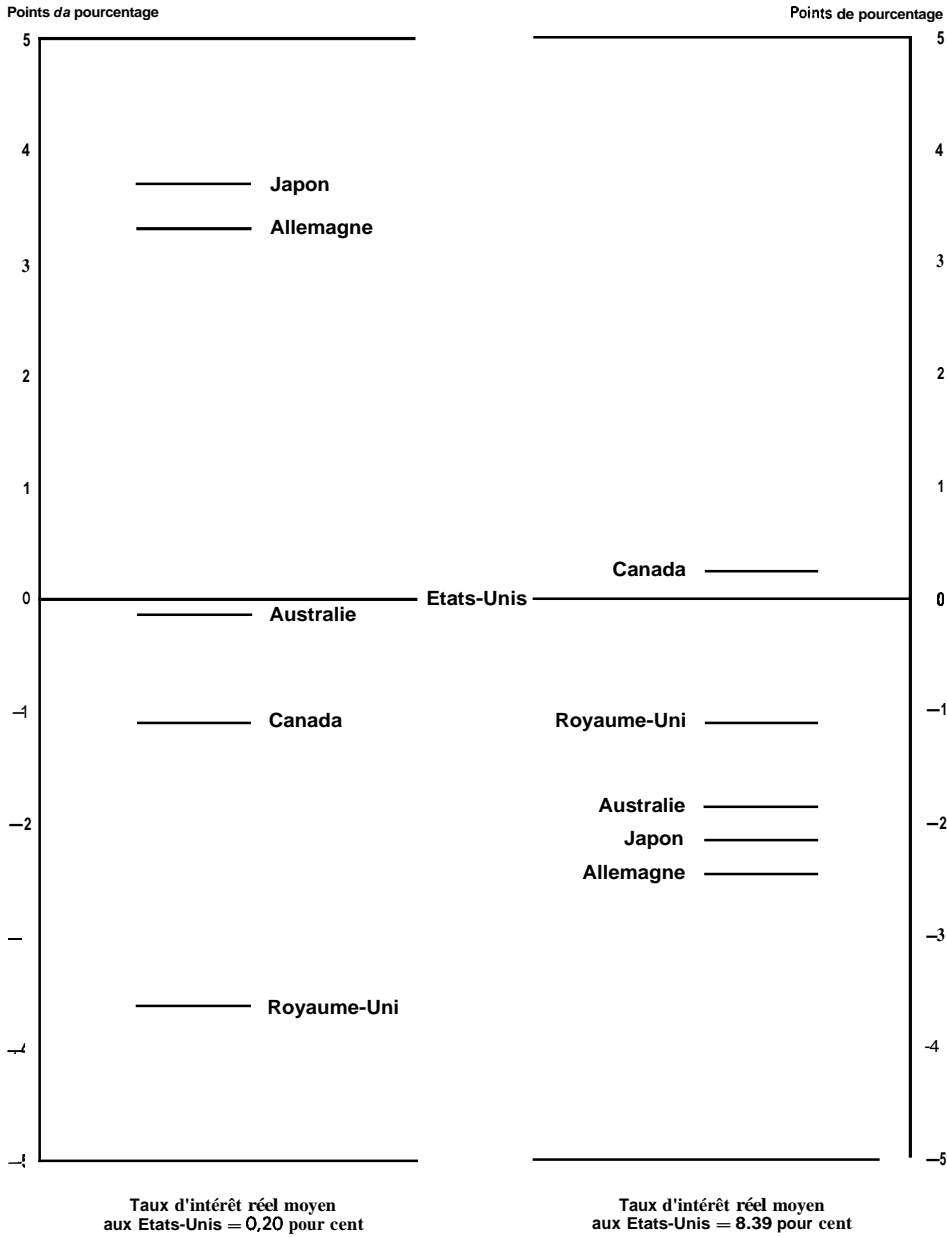 Points da pourcentage
Points de pourcentage
5
5
4
4
Japon
Allemagne
3
3
2
2
1
1
Canada
0
Etats-Unis
0
Australie
—1
Canada
Royaume-Uni
—1
Australie
—2
—2
Japon
Allemagne
—
—3
Royaume-Uni
-4
—5
Taux d'intérêt réel moyen
aux Etats-Unis = 0,20 pour cent
Taux d'intérêt réel moyen
aux Etats-Unis = 8.39 pour cent